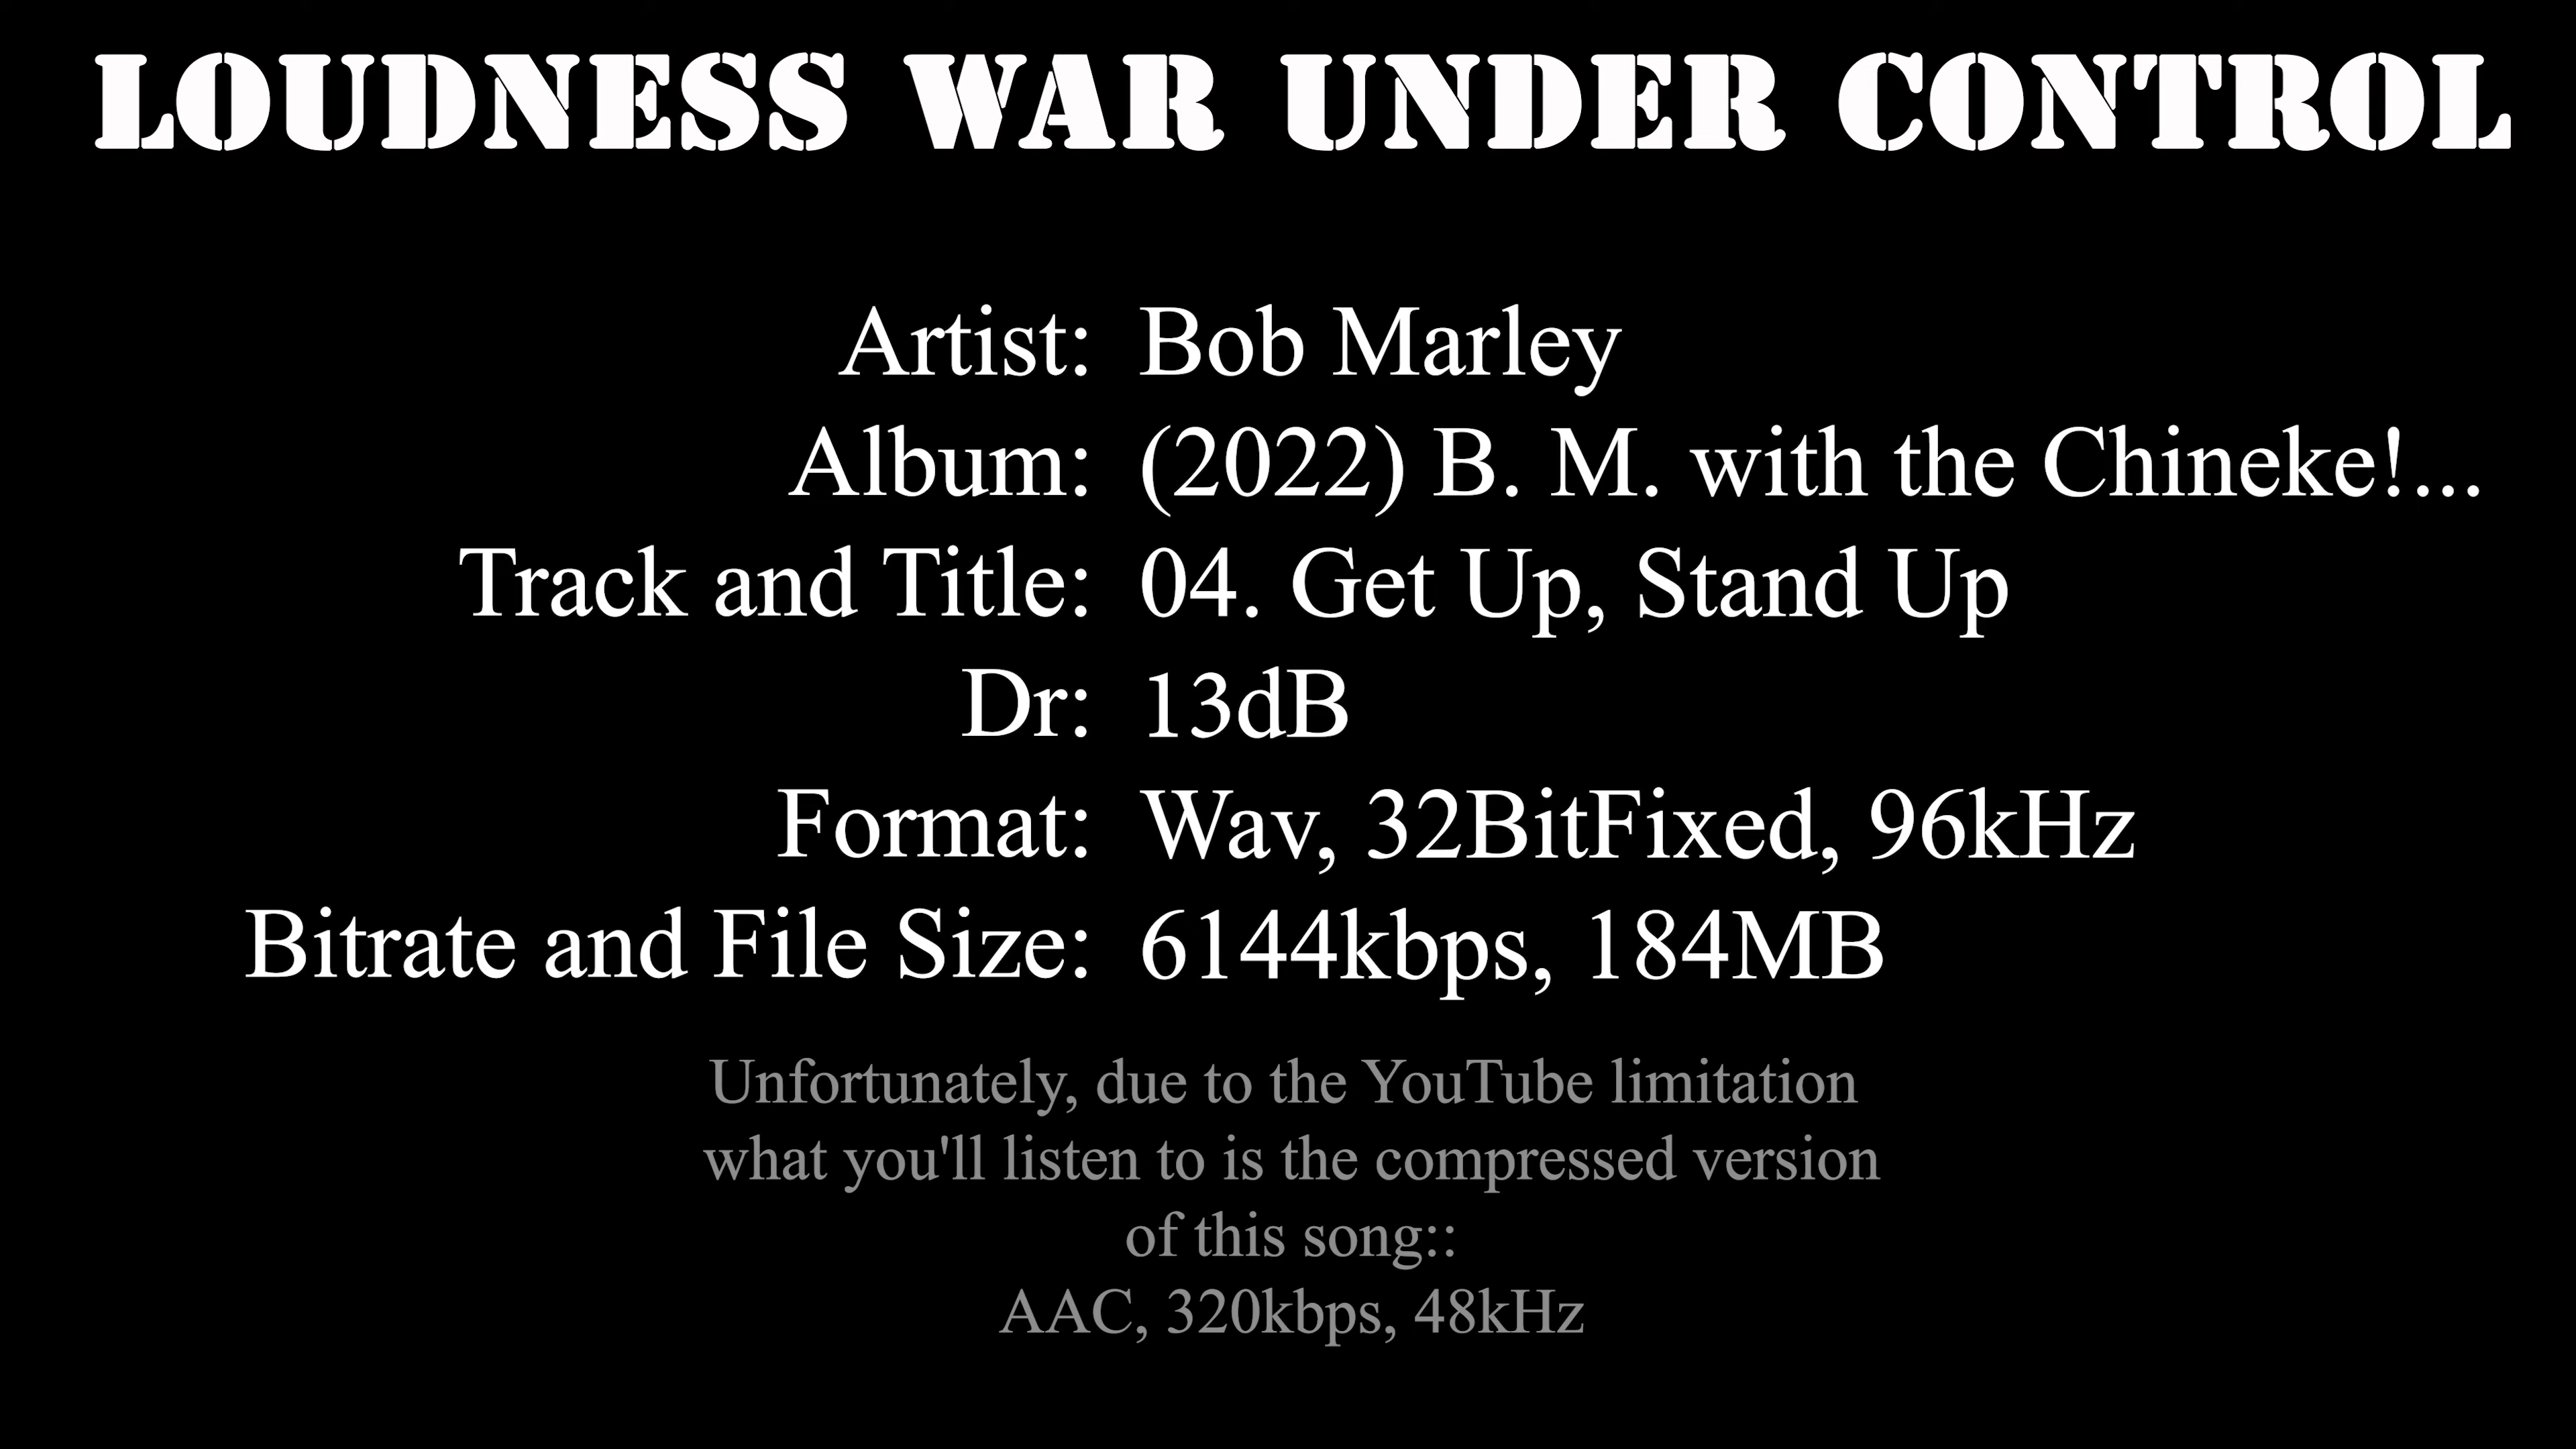 LOUDNESS WAR UNDER CONTROL
Artist: Bob Marley
Album: (2022) B. M. with the Chineke!...
Track and Title: 04. Get Up, Stand Up
Dr: 13dB
Format: Wav, 32BitFixed, 96kHz
Bitrate and File Size: 6144kbps, 184MB
Unfortunately, due to the YouTube limitation
what you'll listen to is the compressed version
of this song::
AAC, 320kbps, 48kHz